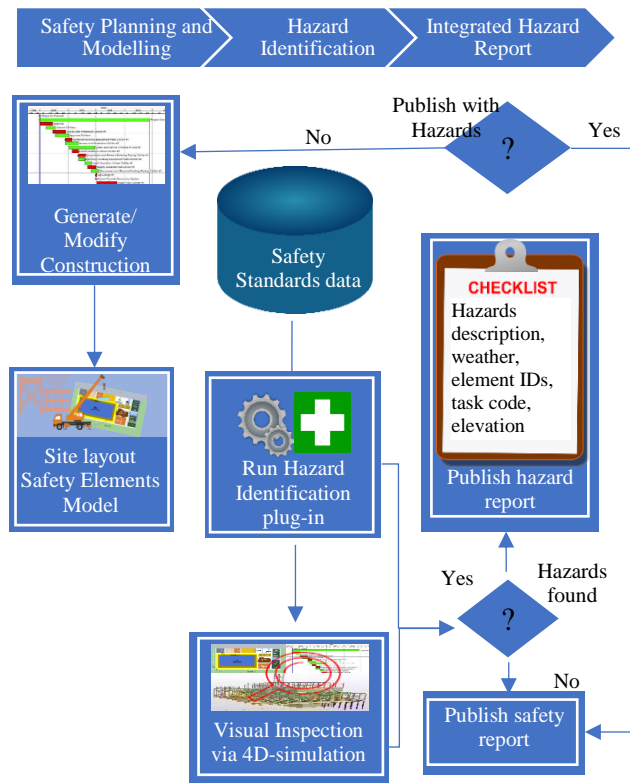 Safety Planning and
Modelling
Hazard
Identification
Integrated Hazard
Report
Publish with
Hazards
No
?
Yes
Generate/
Modify
Construction
Safety
Standards data
CHECKLIST
Hazards
description,
weather,
element IDs,
task code,
elevation
Publish hazard
report
Site layout
Safety Elements
Model
Run Hazard
Identification
plug-in
Yes
Hazards
found
?
No
Visual Inspection
via 4D-simulation
Publish safety
report